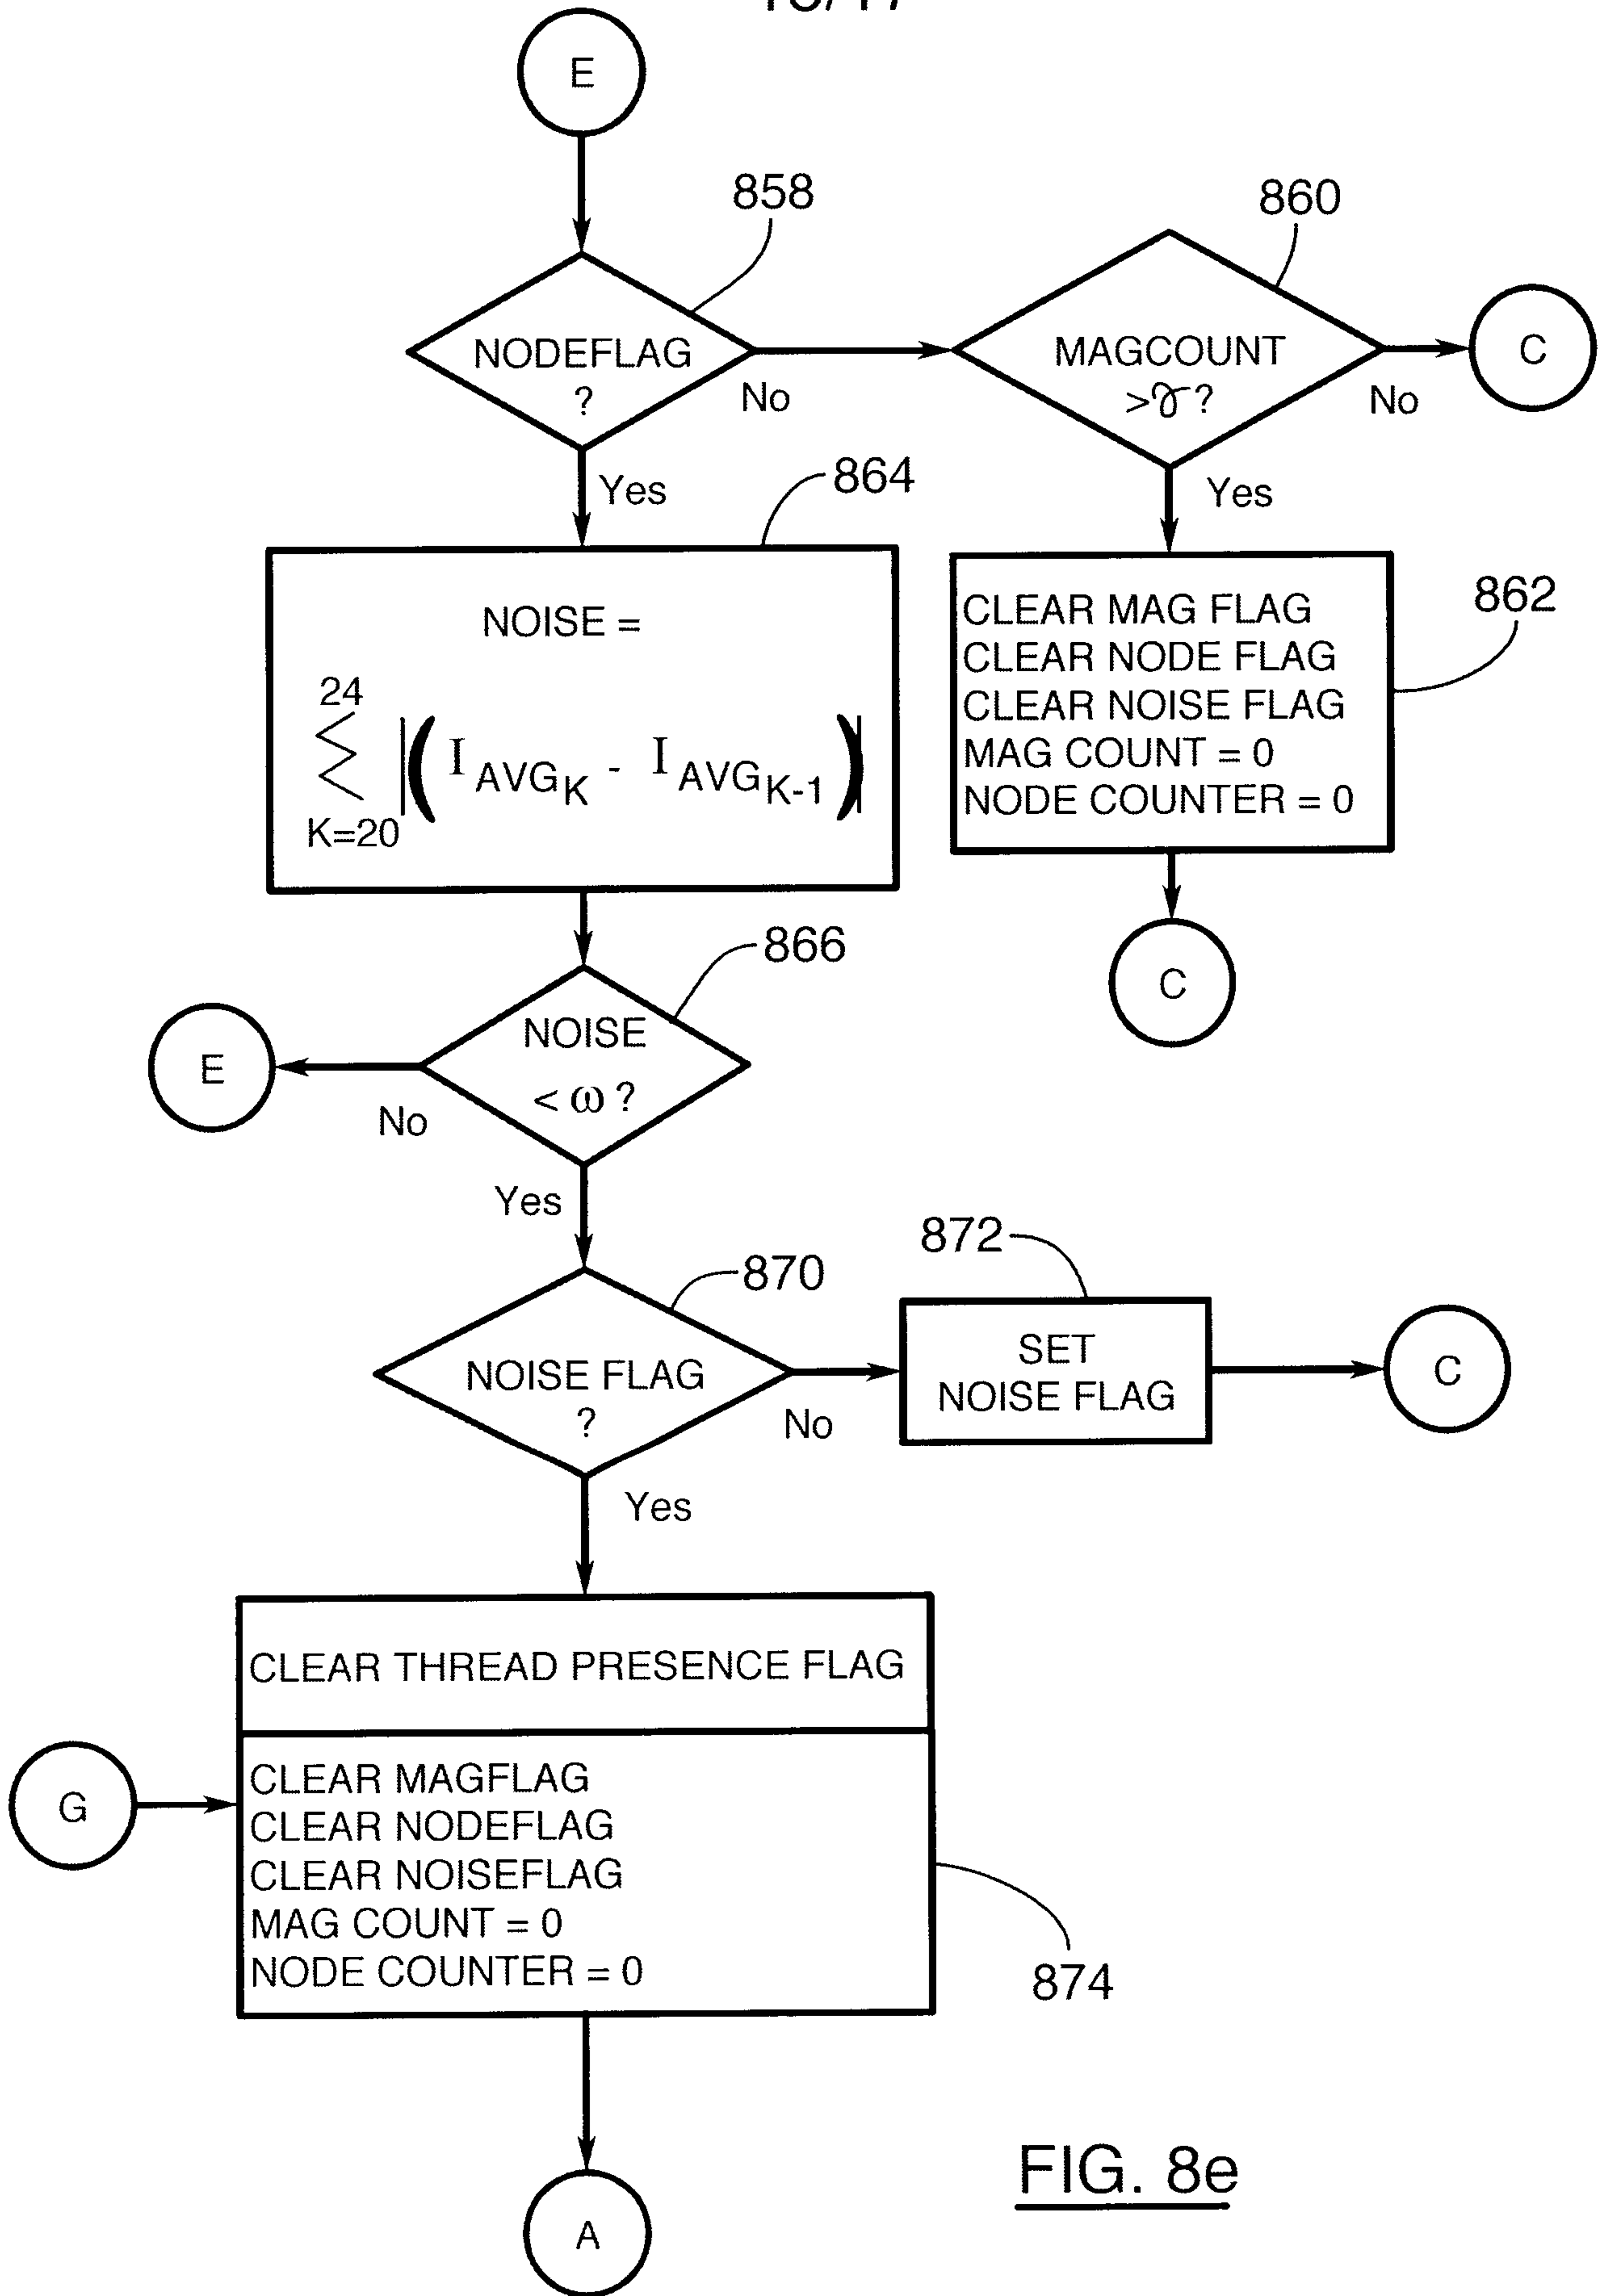 E
858
860
NODEFLAG
?
No
MAGCOUNT
> ?
No
C
Yes
864
Yes
862
NOISE =
24
∑ |( I AVG K - I AVG K-1 )|
K=20
CLEAR MAG FLAG
CLEAR NODE FLAG
CLEAR NOISE FLAG
MAG COUNT = 0
NODE COUNTER = 0
C
866
NOISE
< ω ?
E
No
Yes
870
872
NOISE FLAG
?
No
SET
NOISE FLAG
C
Yes
CLEAR THREAD PRESENCE FLAG
G
CLEAR MAGFLAG
CLEAR NODEFLAG
CLEAR NOISEFLAG
MAG COUNT = 0
NODE COUNTER = 0
874
A
FIG. 8e